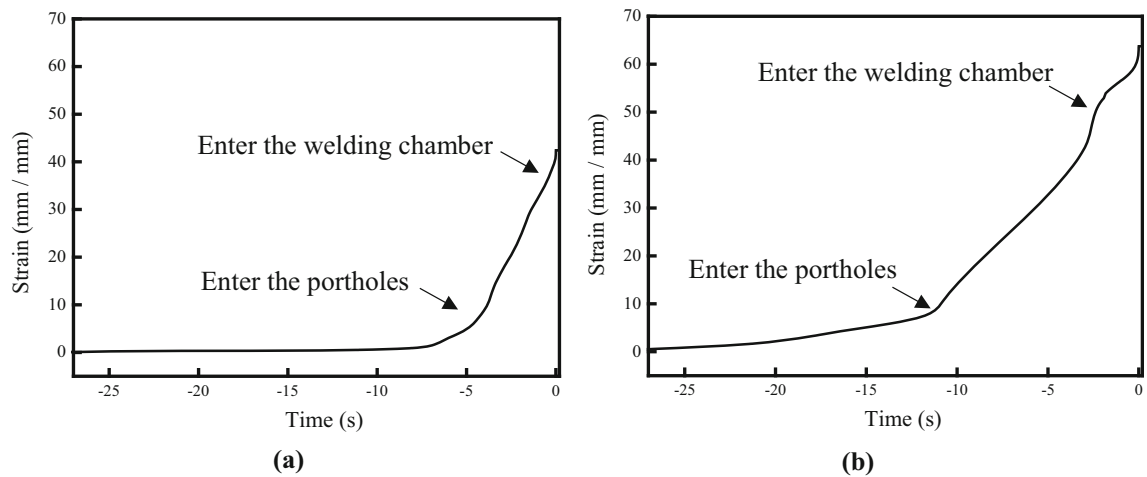 70
60
50
40
30
20
10
0
Strain (mm / mm)
Enter the welding chamber
Enter the portholes
-25 -20 -15 -10 -5 0
Time (s)
(a)
70
60
50
40
30
20
10
0
Strain (mm / mm)
Enter the welding chamber
Enter the portholes
-25 -20 -15 -10 -5 0
Time (s)
(b)